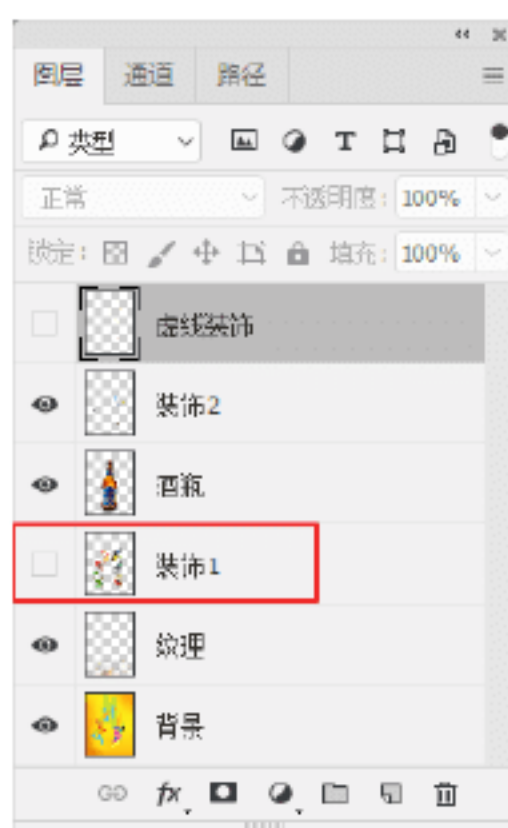 图层 通道 路径
类型 T
正常 不透明度: 100%
锁定: 填充: 100%
虚线装饰
装饰2
酒瓶
装饰1
纹理
背景
fx